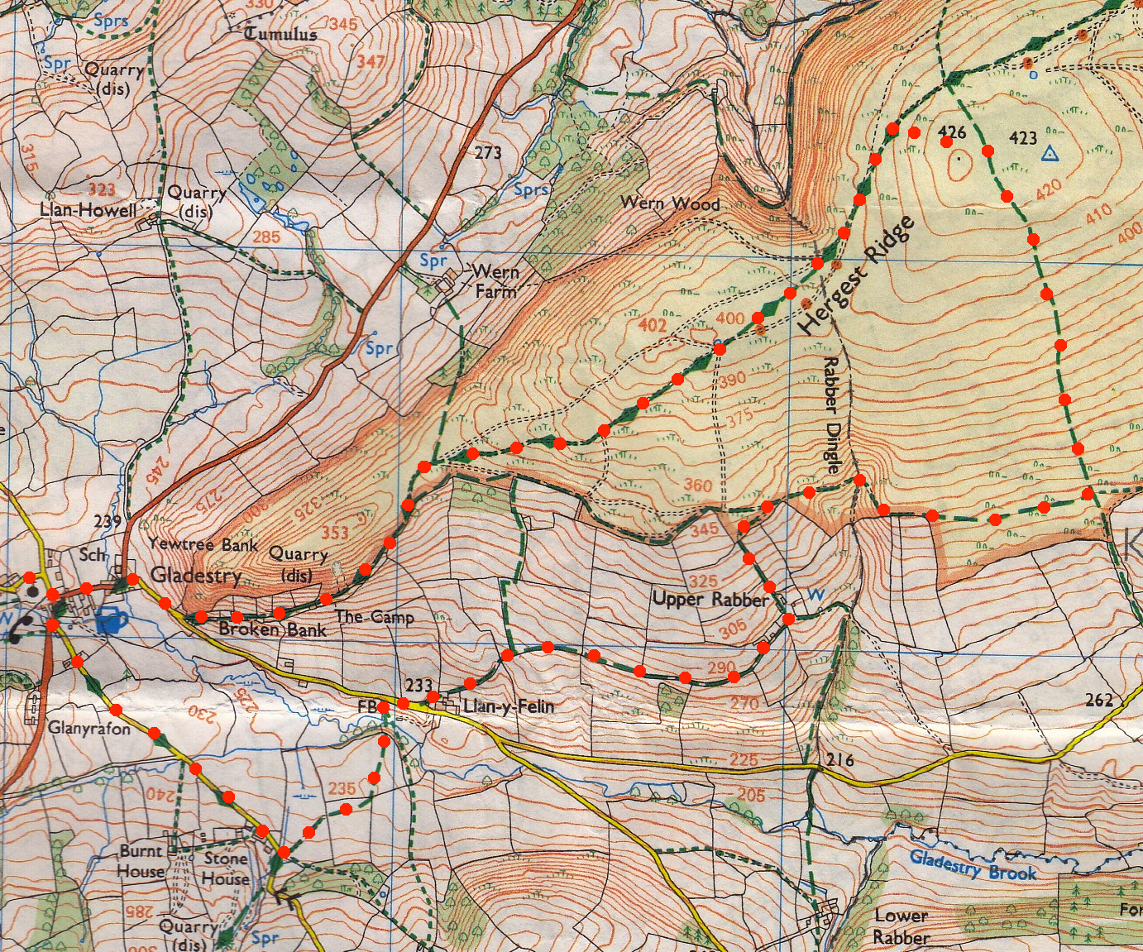 330
Sprs
345
Tumulus
347
Spr
Quarry
(dis)
273
426
423
315
323
Llan-Howell
Quarry
(dis)
Sprs
Wern Wood
420
410
400
285
Spr
Wern
Farm
Hergest Ridge
402
400
Spr
390
375
Rabber Dingle
245
275
300
325
360
353
345
239
Sch
Yewtree Bank
Quarry
(dis)
K
Gladestry
325
Upper Rabber
W
W
The Camp
Broken Bank
305
290
233
FB
Llan-y-Felin
270
262
225
230
Glanyrafon
225
216
235
240
205
Burnt
House
Stone
House
Gladestry Brook
285
Quarry
(dis)
Spr
Lower
Rabber
For